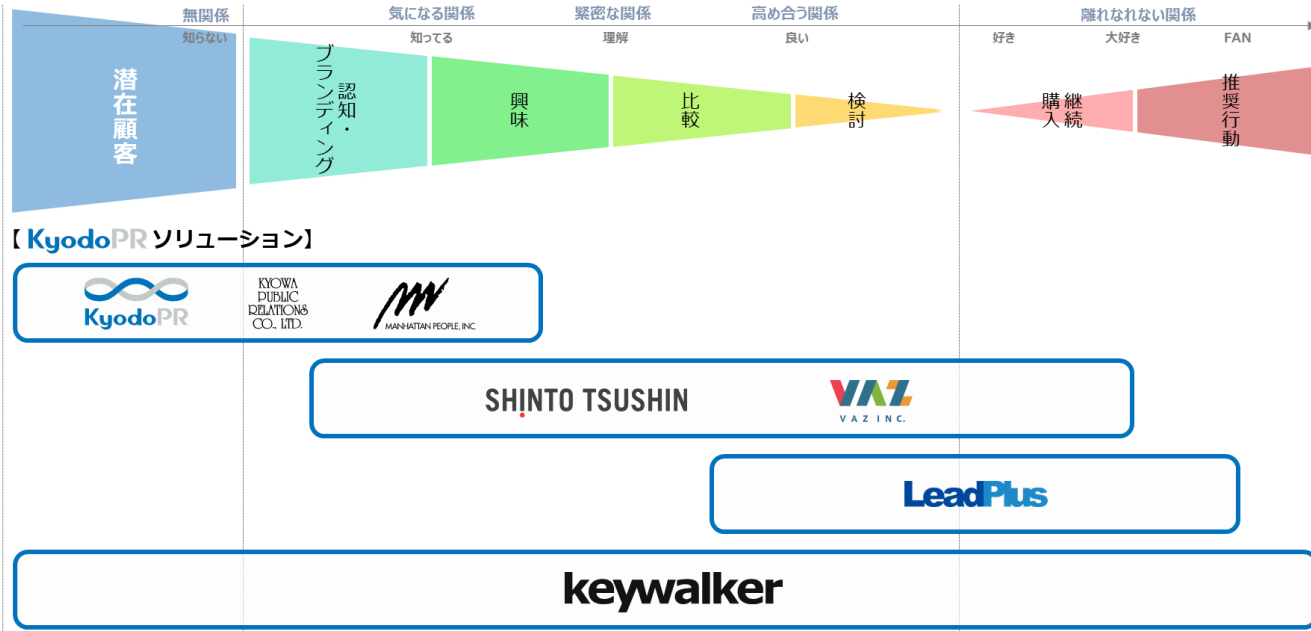 無関係
気になる関係
緊密な関係
高め合う関係
離れなれない関係
知らない
知ってる
理解
良い
好き
大好き
FAN
潜在顧客
認知・
ブランディング
興味
比較
検討
継続
購入
推奨行動
【KyodoPR ソリューション】
KyodoPR
KYOWA
PUBLIC
RELATIONS
CO., LTD.
MANHATTAN PEOPLE, INC
SHINTO TSUSHIN
VAZ
VAZ INC.
LeadPlus
keywalker